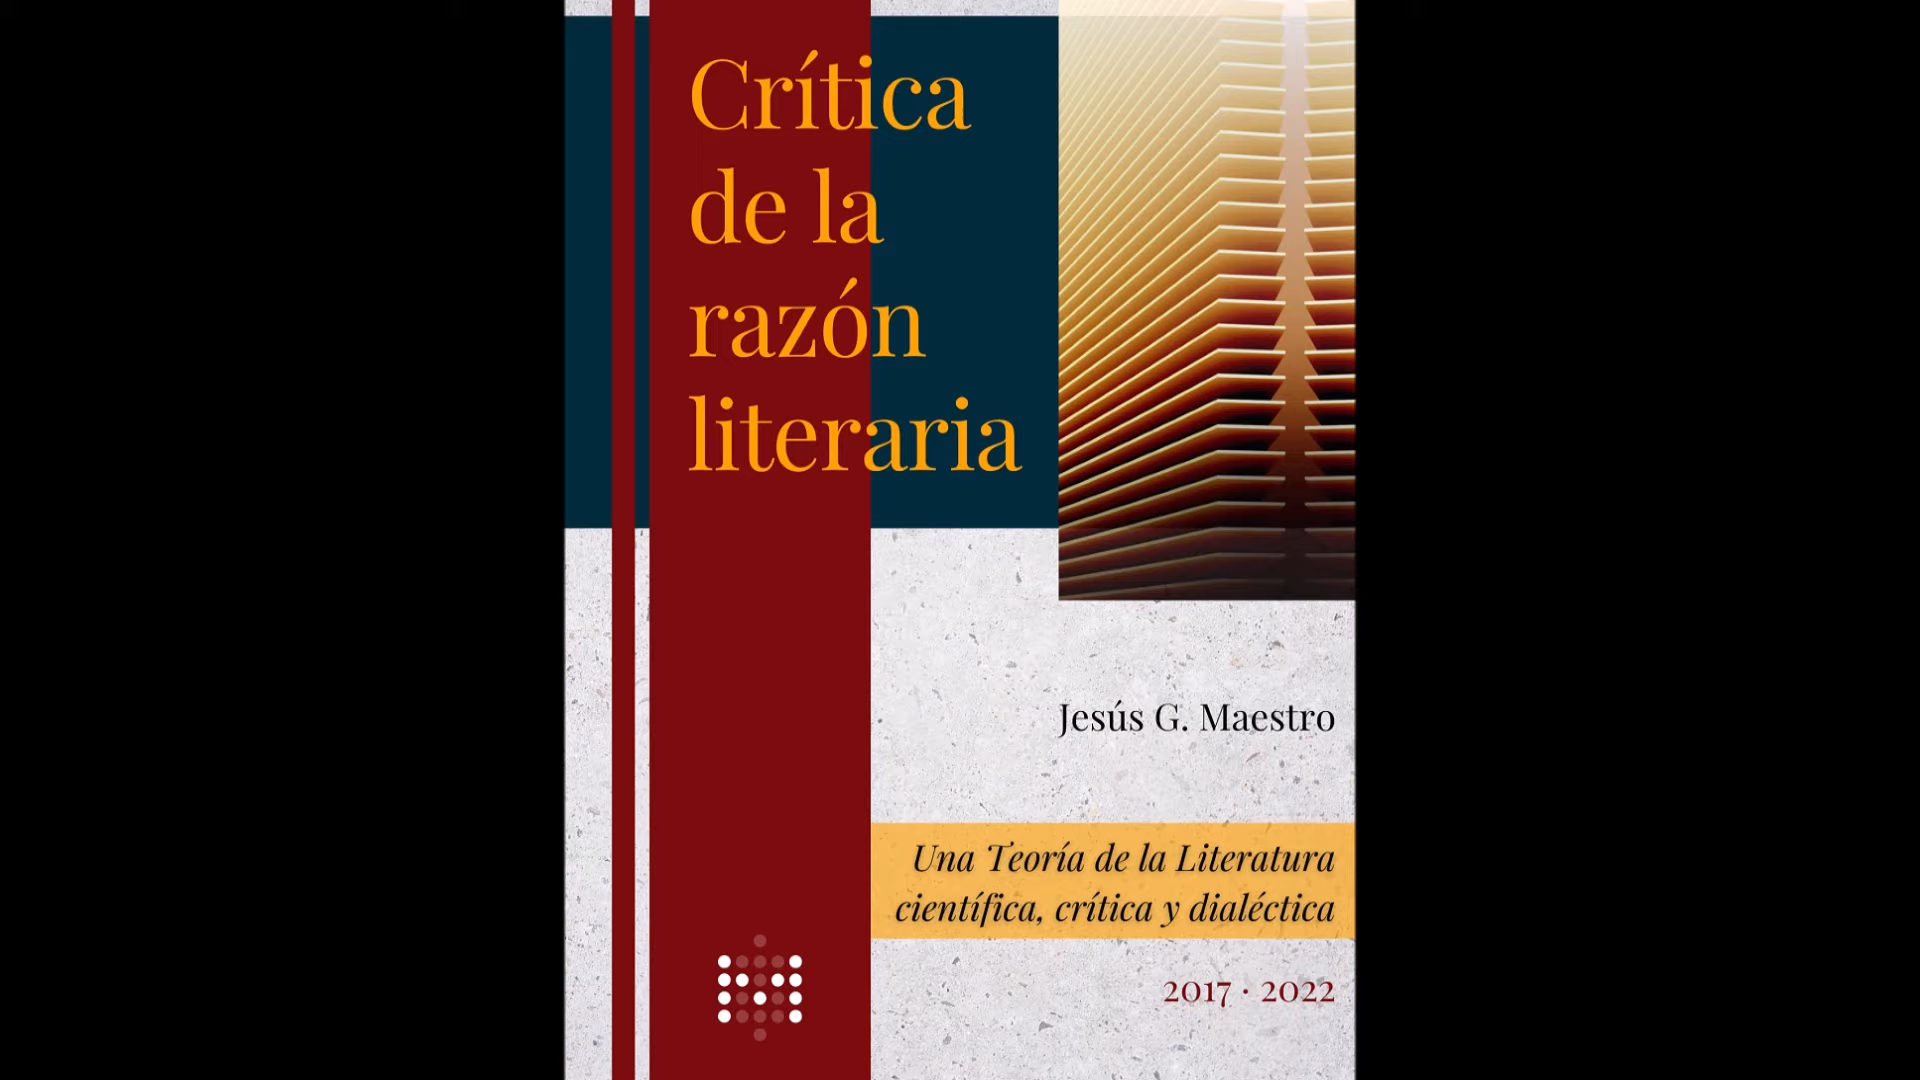 Crítica
de la
razón
literaria
Jesús G. Maestro
Una Teoría de la Literatura
científica, crítica y dialéctica
2017 · 2022